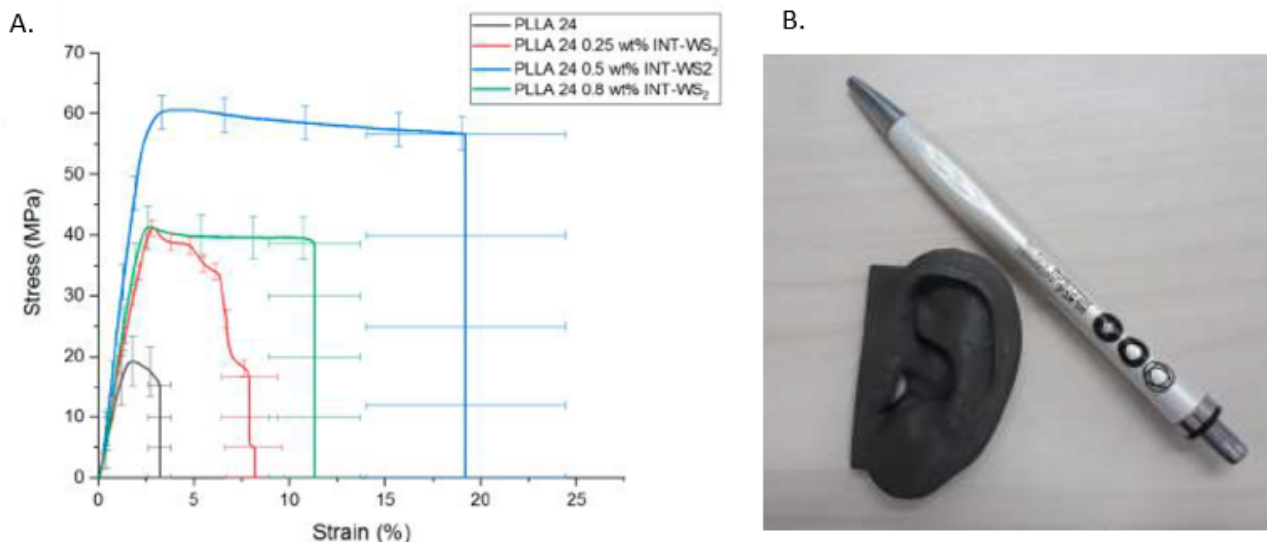 A.
B.
PLLA 24
PLLA 24 0.25 wt% INT-WS₂
PLLA 24 0.5 wt% INT-WS2
PLLA 24 0.8 wt% INT-WS₂
70
60
50
40
30
20
10
0
Stress (MPa)
0
5
10
15
20
25
Strain (%)